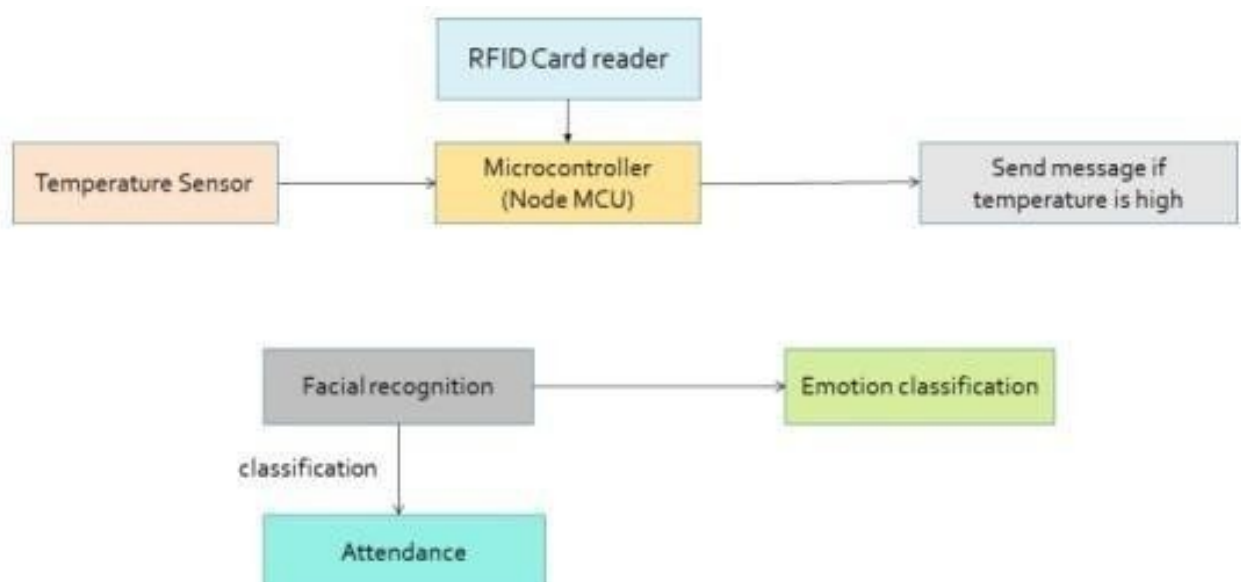 RFID Card reader
Temperature Sensor
Microcontroller
(Node MCU)
Send message if
temperature is high
Facial recognition
Emotion classification
classification
Attendance